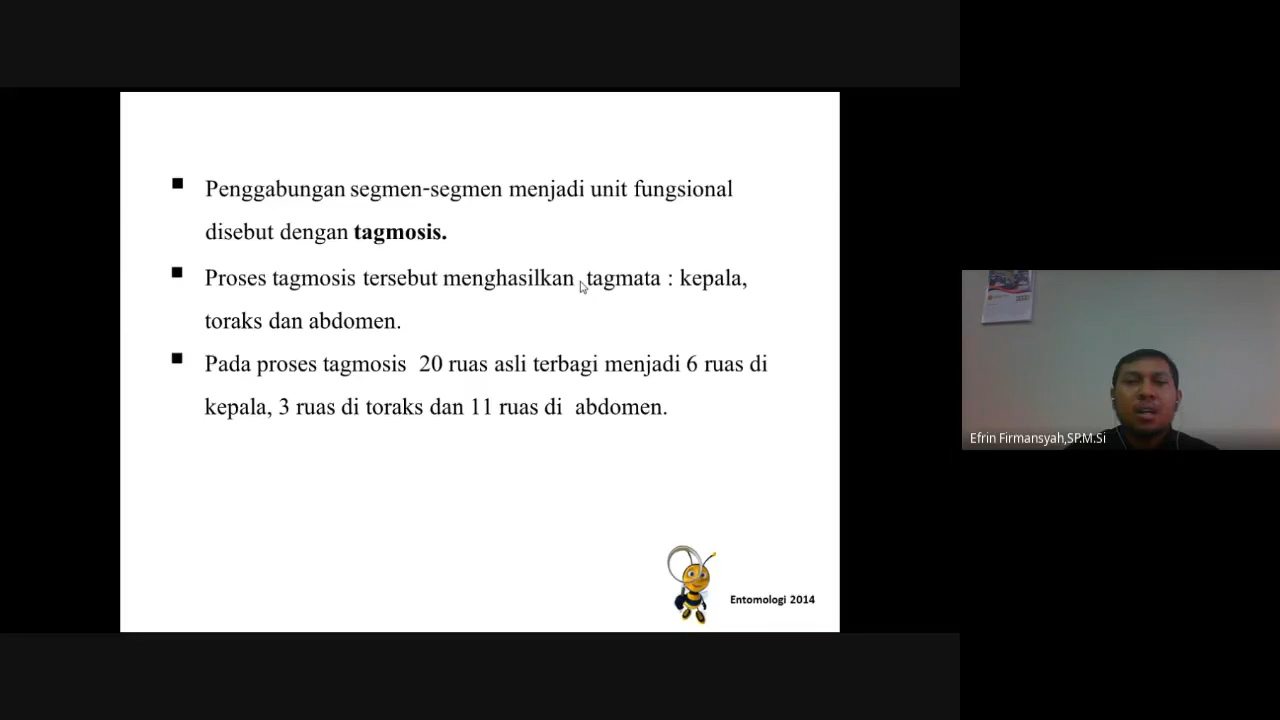 Penggabungan segmen-segmen menjadi unit fungsional
disebut dengan tagmosis.
Proses tagmosis tersebut menghasilkan tagmata : kepala,
toraks dan abdomen.
Pada proses tagmosis 20 ruas asli terbagi menjadi 6 ruas di
kepala, 3 ruas di toraks dan 11 ruas di abdomen.
Entomologi 2014
Efrin Firmansyah,SP.M.Si